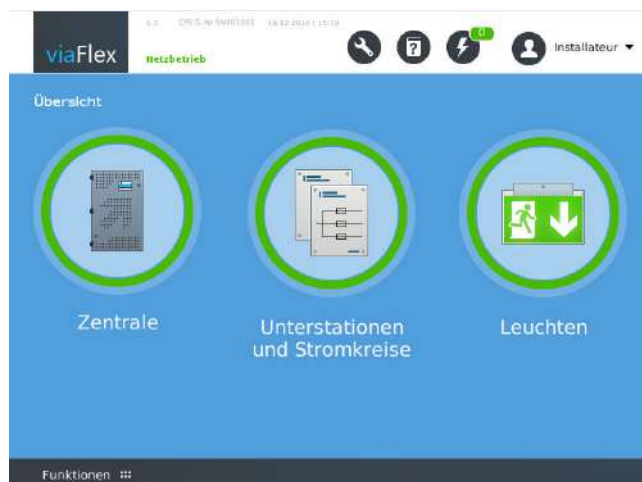 viaFlex
Netzbetrieb
Installateur
Übersicht
Zentrale
Unterstationen
und Stromkreise
Leuchten
Funktionen